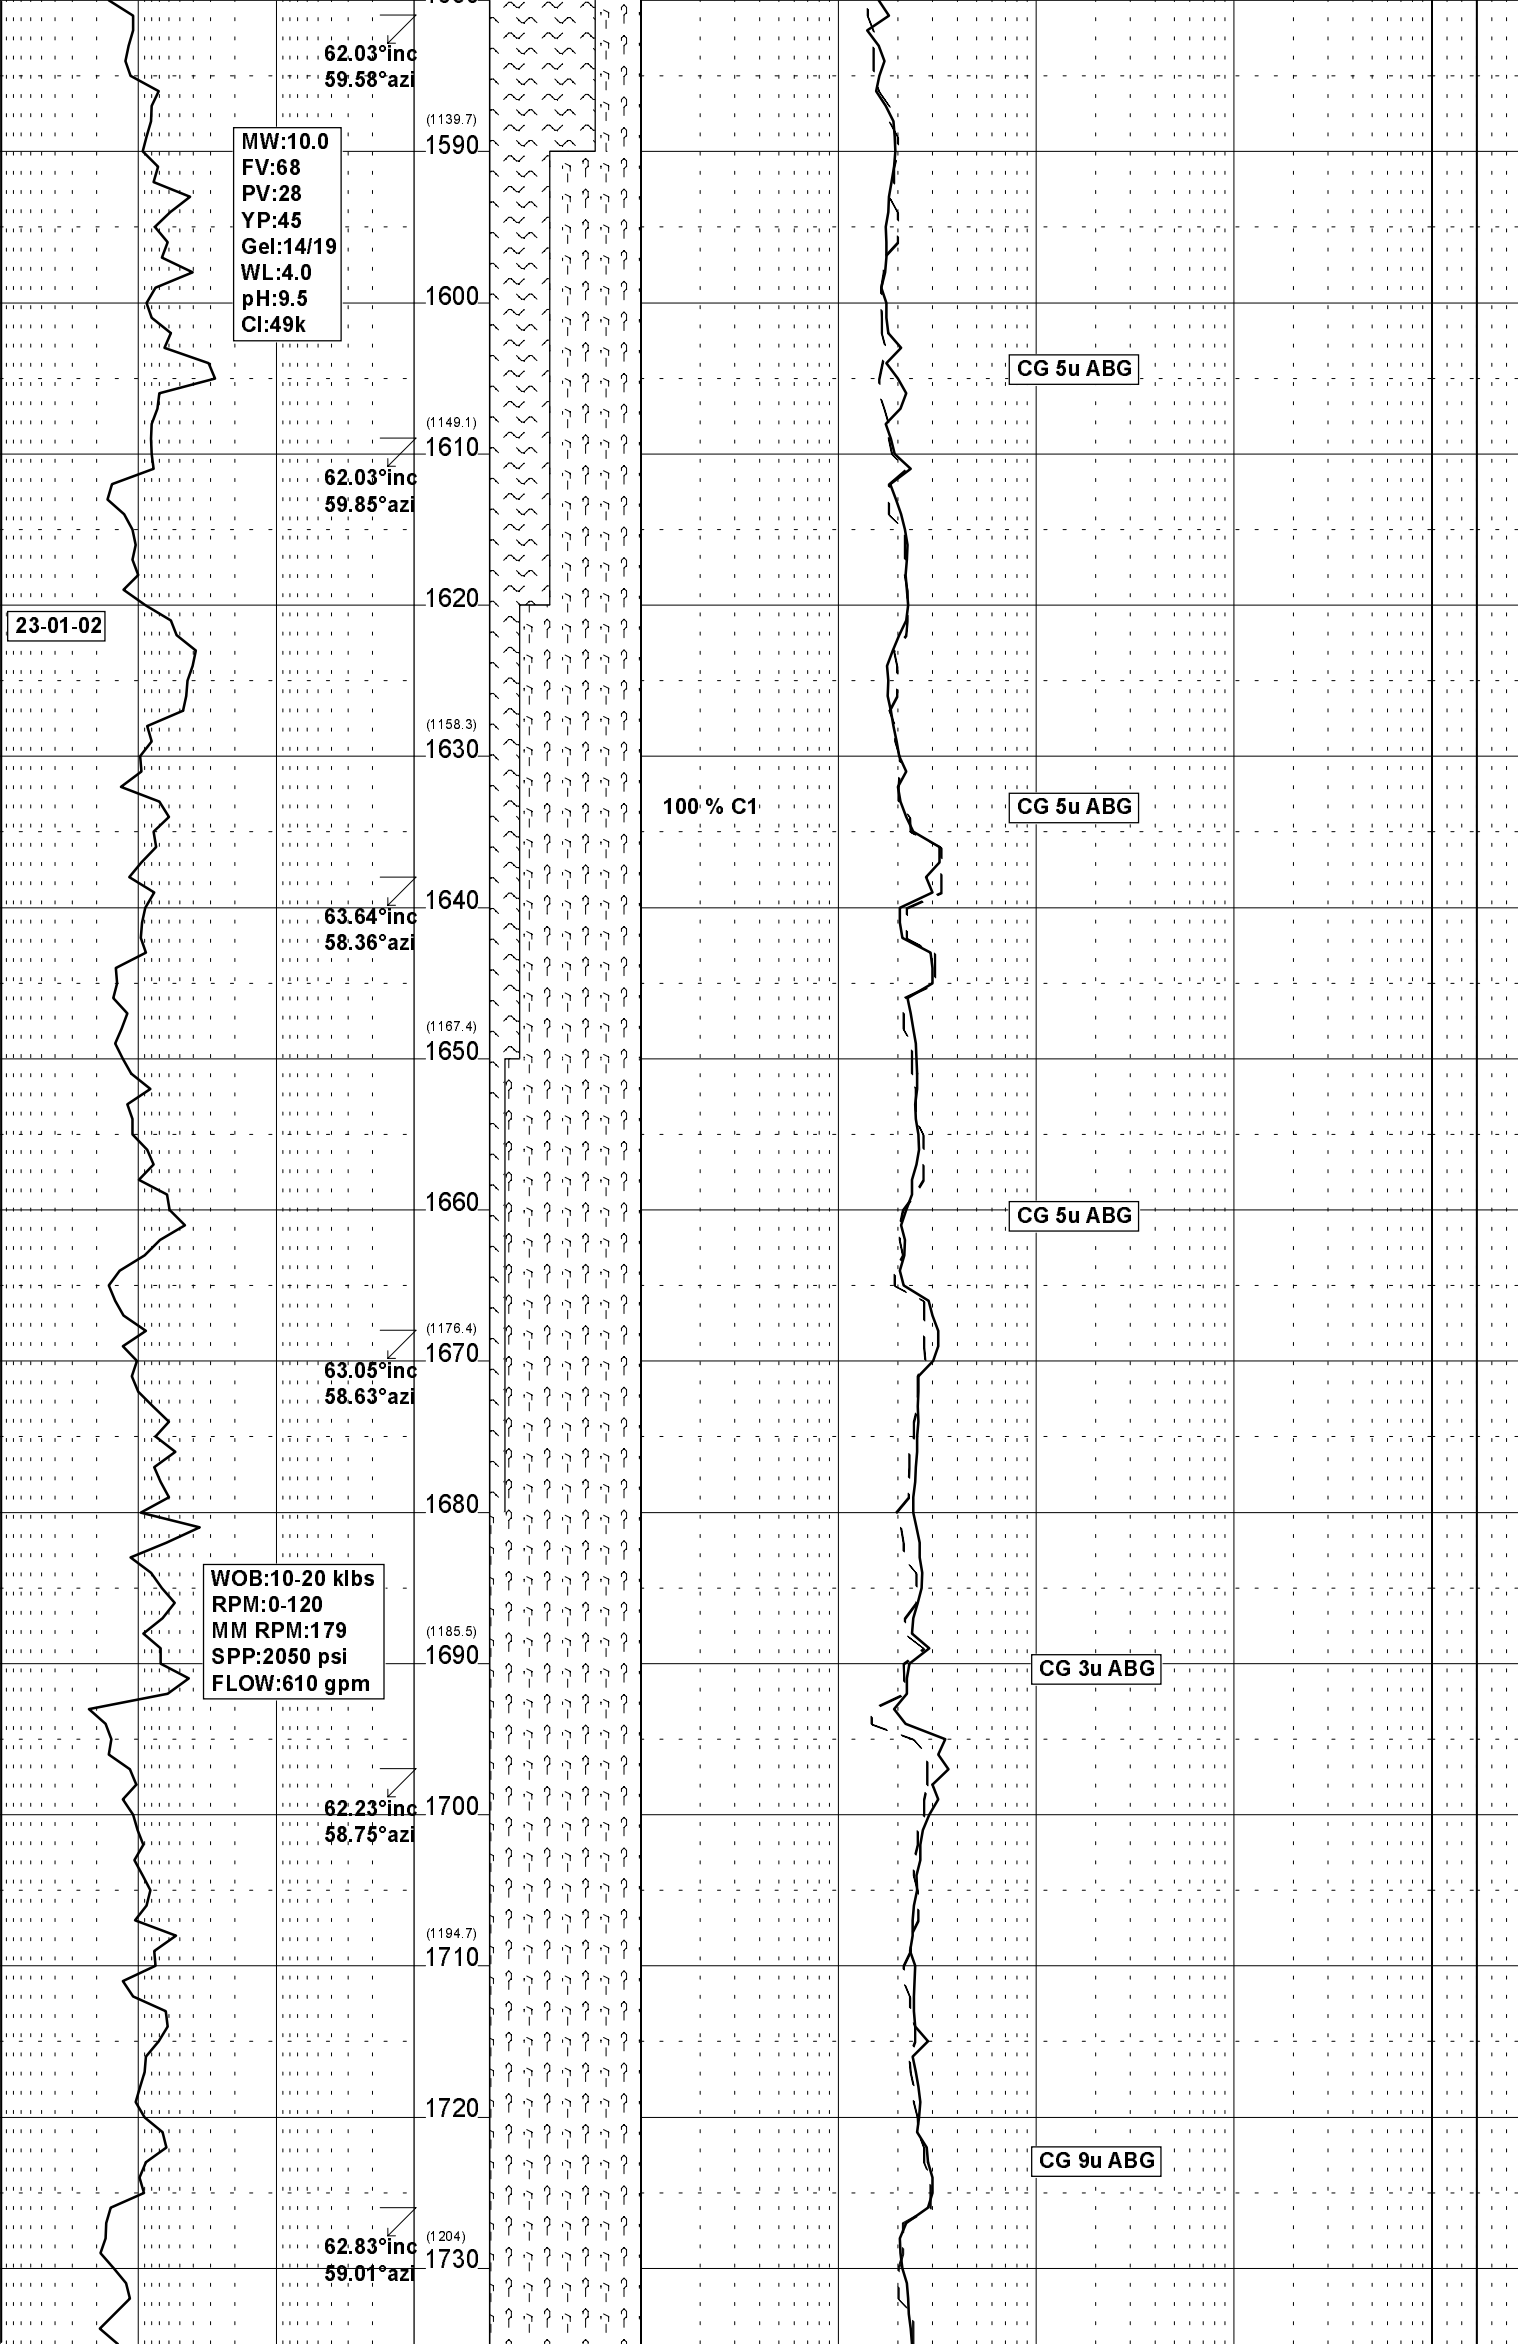 62.03°inc
59.58°azi
(1139.7)
1590
MW:10.0
FV:68
PV:28
YP:45
Gel:14/19
WL:4.0
pH:9.5
Cl:49k
1600
CG 5u ABG
(1149.1)
1610
62.03°inc
59.85°azi
1620
23-01-02
(1158.3)
1630
100 % C1
CG 5u ABG
1640
63.64°inc
58.36°azi
(1167.4)
1650
1660
CG 5u ABG
(1176.4)
1670
63.05°inc
58.63°azi
1680
WOB:10-20 klbs
RPM:0-120
MM RPM:179
SPP:2050 psi
FLOW:610 gpm
(1185.5)
1690
CG 3u ABG
1700
62.23°inc
58.75°azi
(1194.7)
1710
1720
CG 9u ABG
(1204)
1730
62.83°inc
59.01°azi